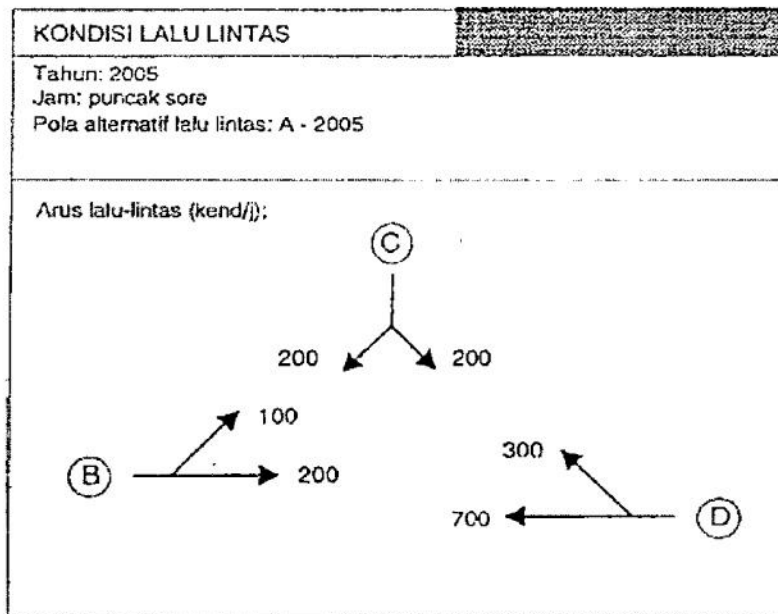 KONDISI LALU LINTAS
Tahun: 2005
Jam: puncak sore
Pola alternatif lalu lintas: A - 2005
Arus lalu-lintas (kend/j):
C
200 200
100
B 200
300
700 D